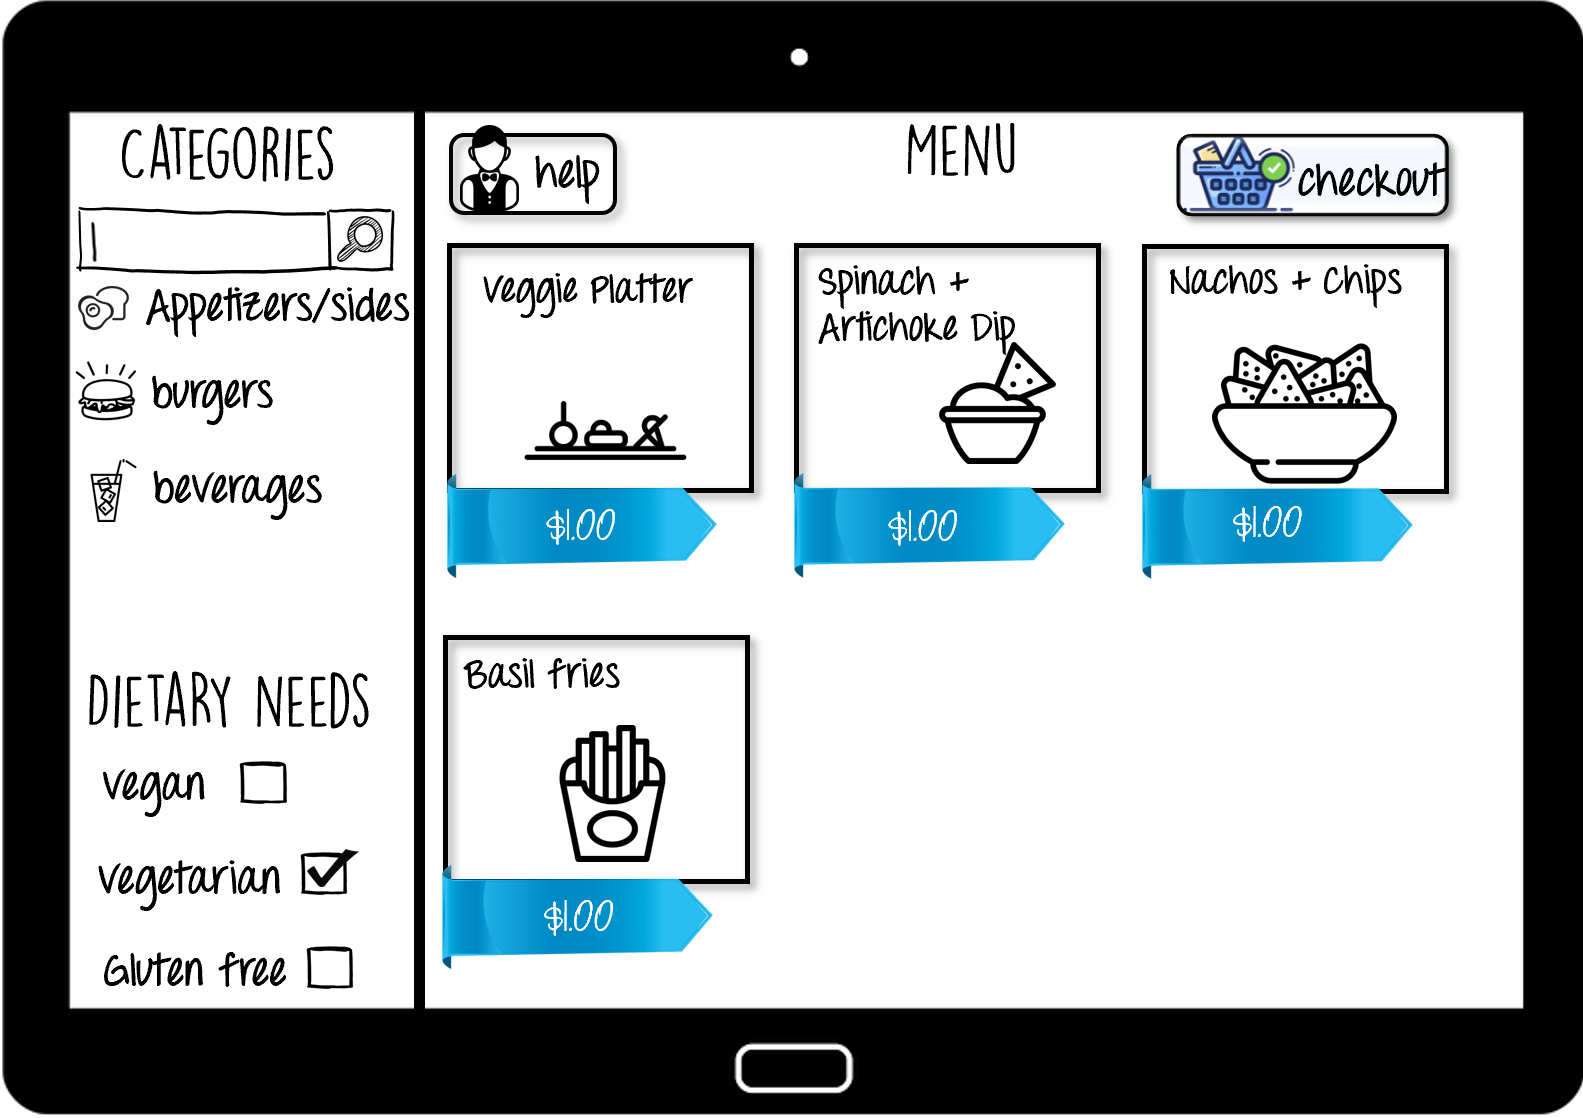 CATEGORIES
Appetizers/sides
burgers
beverages
DIETARY NEEDS
vegan
vegetarian
Gluten free
help
MENU
checkout
Veggie Platter
Spinach +
Artichoke Dip
Nachos + Chips
$1.00
$1.00
$1.00
Basil fries
$1.00